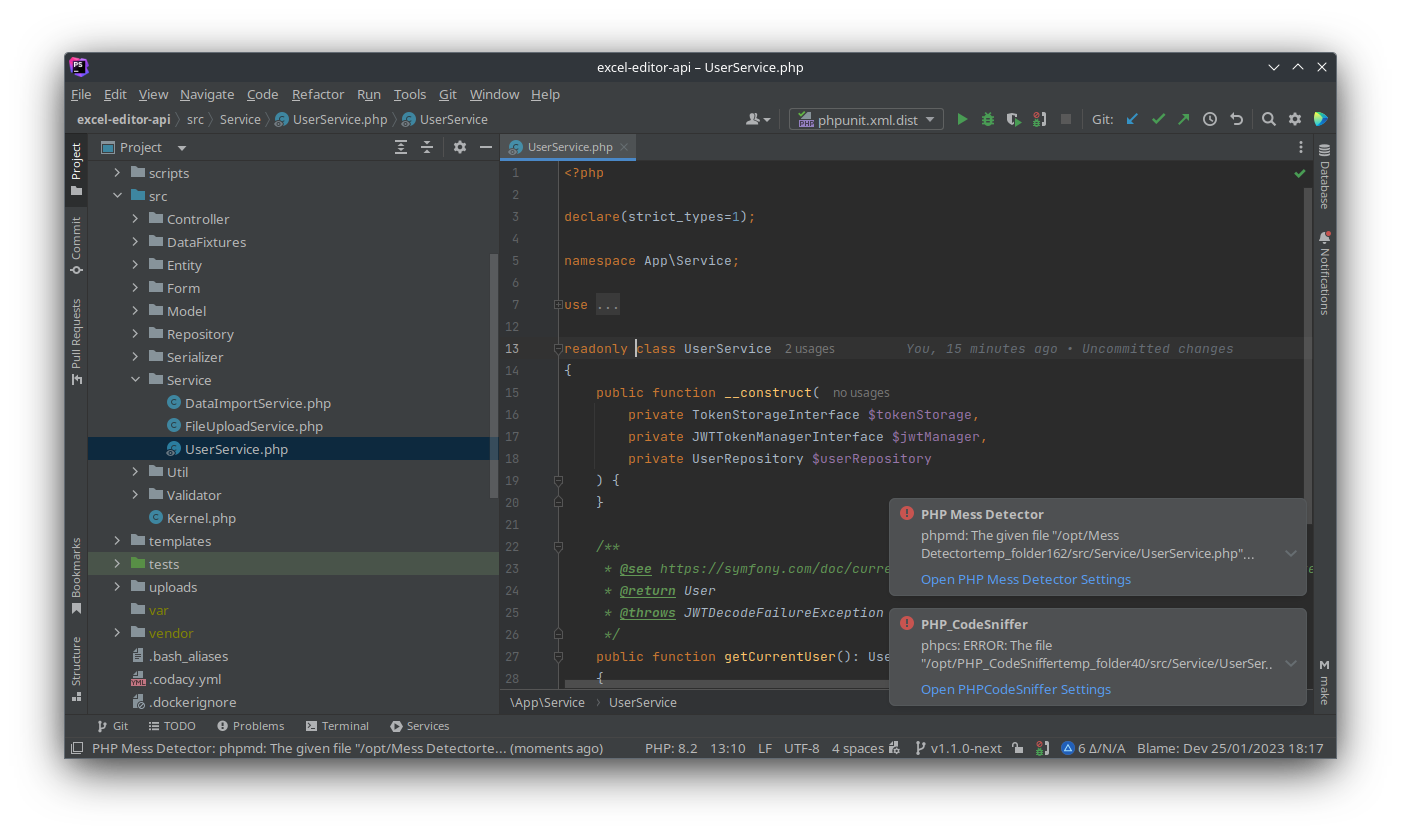 PS
excel-editor-api – UserService.php
File Edit View Navigate Code Refactor Run Tools Git Window Help
excel-editor-api src Service UserService.php UserService
phpunit.xml.dist
Git:
Project
Commit
Pull Requests
Bookmarks
Structure
Project
scripts
src
Controller
DataFixtures
Entity
Form
Model
Repository
Serializer
Service
DataImportService.php
FileUploadService.php
UserService.php
Util
Validator
Kernel.php
templates
tests
uploads
var
vendor
.bash_aliases
.codacy.yml
.dockerignore
UserService.php
1 <?php
2
3 declare(strict_types=1);
4
5 namespace App\Service;
6
7 use ...
12
13 readonly class UserService 2 usages You, 15 minutes ago • Uncommitted changes
14 {
15 public function __construct( no usages
16 private TokenStorageInterface $tokenStorage,
17 private JWTTokenManagerInterface $jwtManager,
18 private UserRepository $userRepository
19 ) {
20 }
21
22 /**
23 * @see https://symfony.com/doc/curre
24 * @return User
25 * @throws JWTDecodeFailureException
26 */
27 public function getCurrentUser(): Use
28 {
\App\Service UserService
PHP Mess Detector
phpmd: The given file "/opt/Mess
Detectortemp_folder162/src/Service/UserService.php"...
Open PHP Mess Detector Settings
PHP_CodeSniffer
phpcs: ERROR: The file
"/opt/PHP_CodeSniffertemp_folder40/src/Service/UserSer..
Open PHPCodeSniffer Settings
Database
Notifications
M make
Git TODO Problems Terminal Services
PHP Mess Detector: phpmd: The given file "/opt/Mess Detectorte... (moments ago) PHP: 8.2 13:10 LF UTF-8 4 spaces v1.1.0-next 6 Δ/N/A Blame: Dev 25/01/2023 18:17